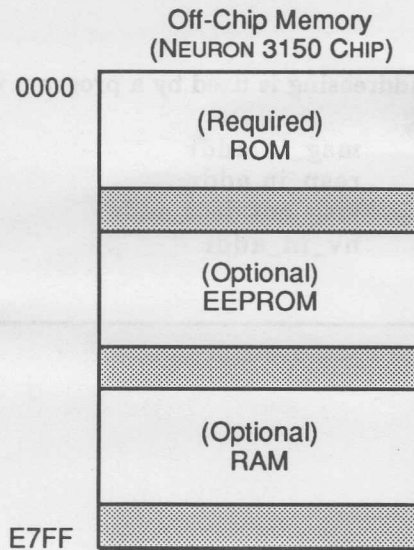 Off-Chip Memory
(NEURON 3150 CHIP)
0000
(Required)
ROM
(Optional)
EEPROM
(Optional)
RAM
E7FF